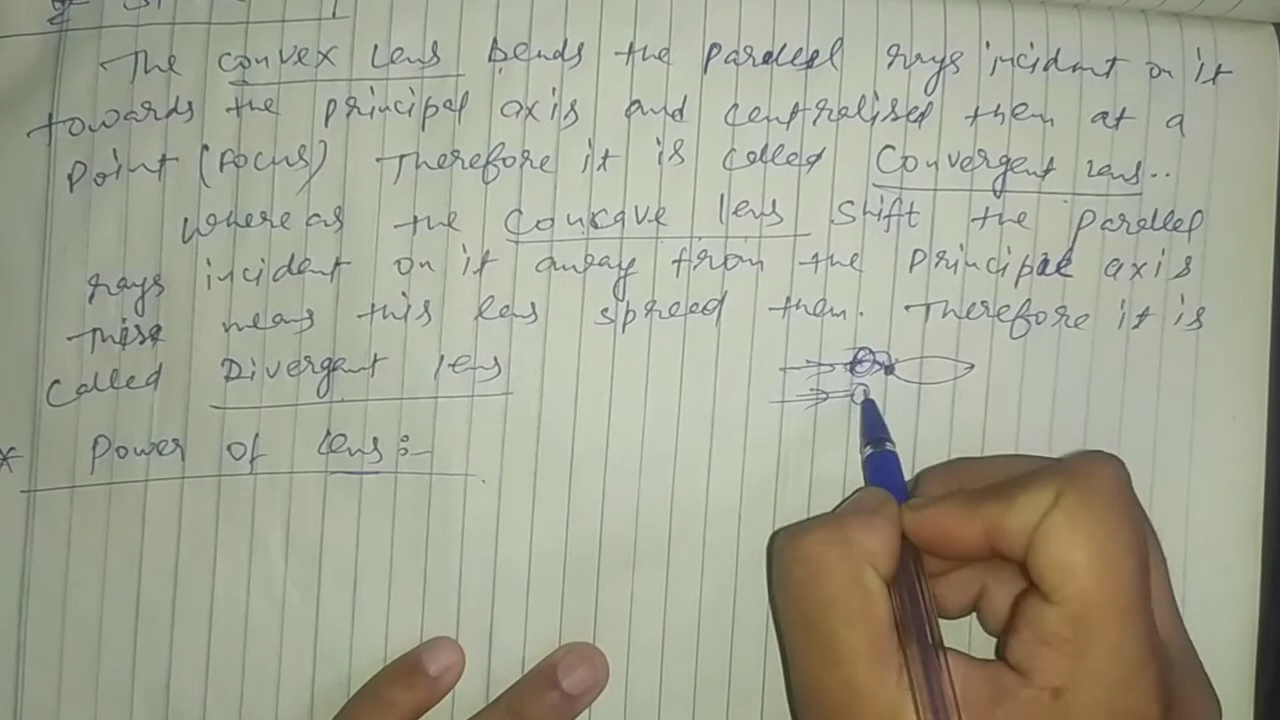 The convex lens bends the parallel rays incident on it
towards the principal axis and centralised them at a
point (Focus) Therefore it is called Convergent lens..
where as the Concave lens shift the parallel
rays incident on it away from the principal axis
this means this lens spreed them. Therefore it is
called Divergent lens
* Power of lens :-